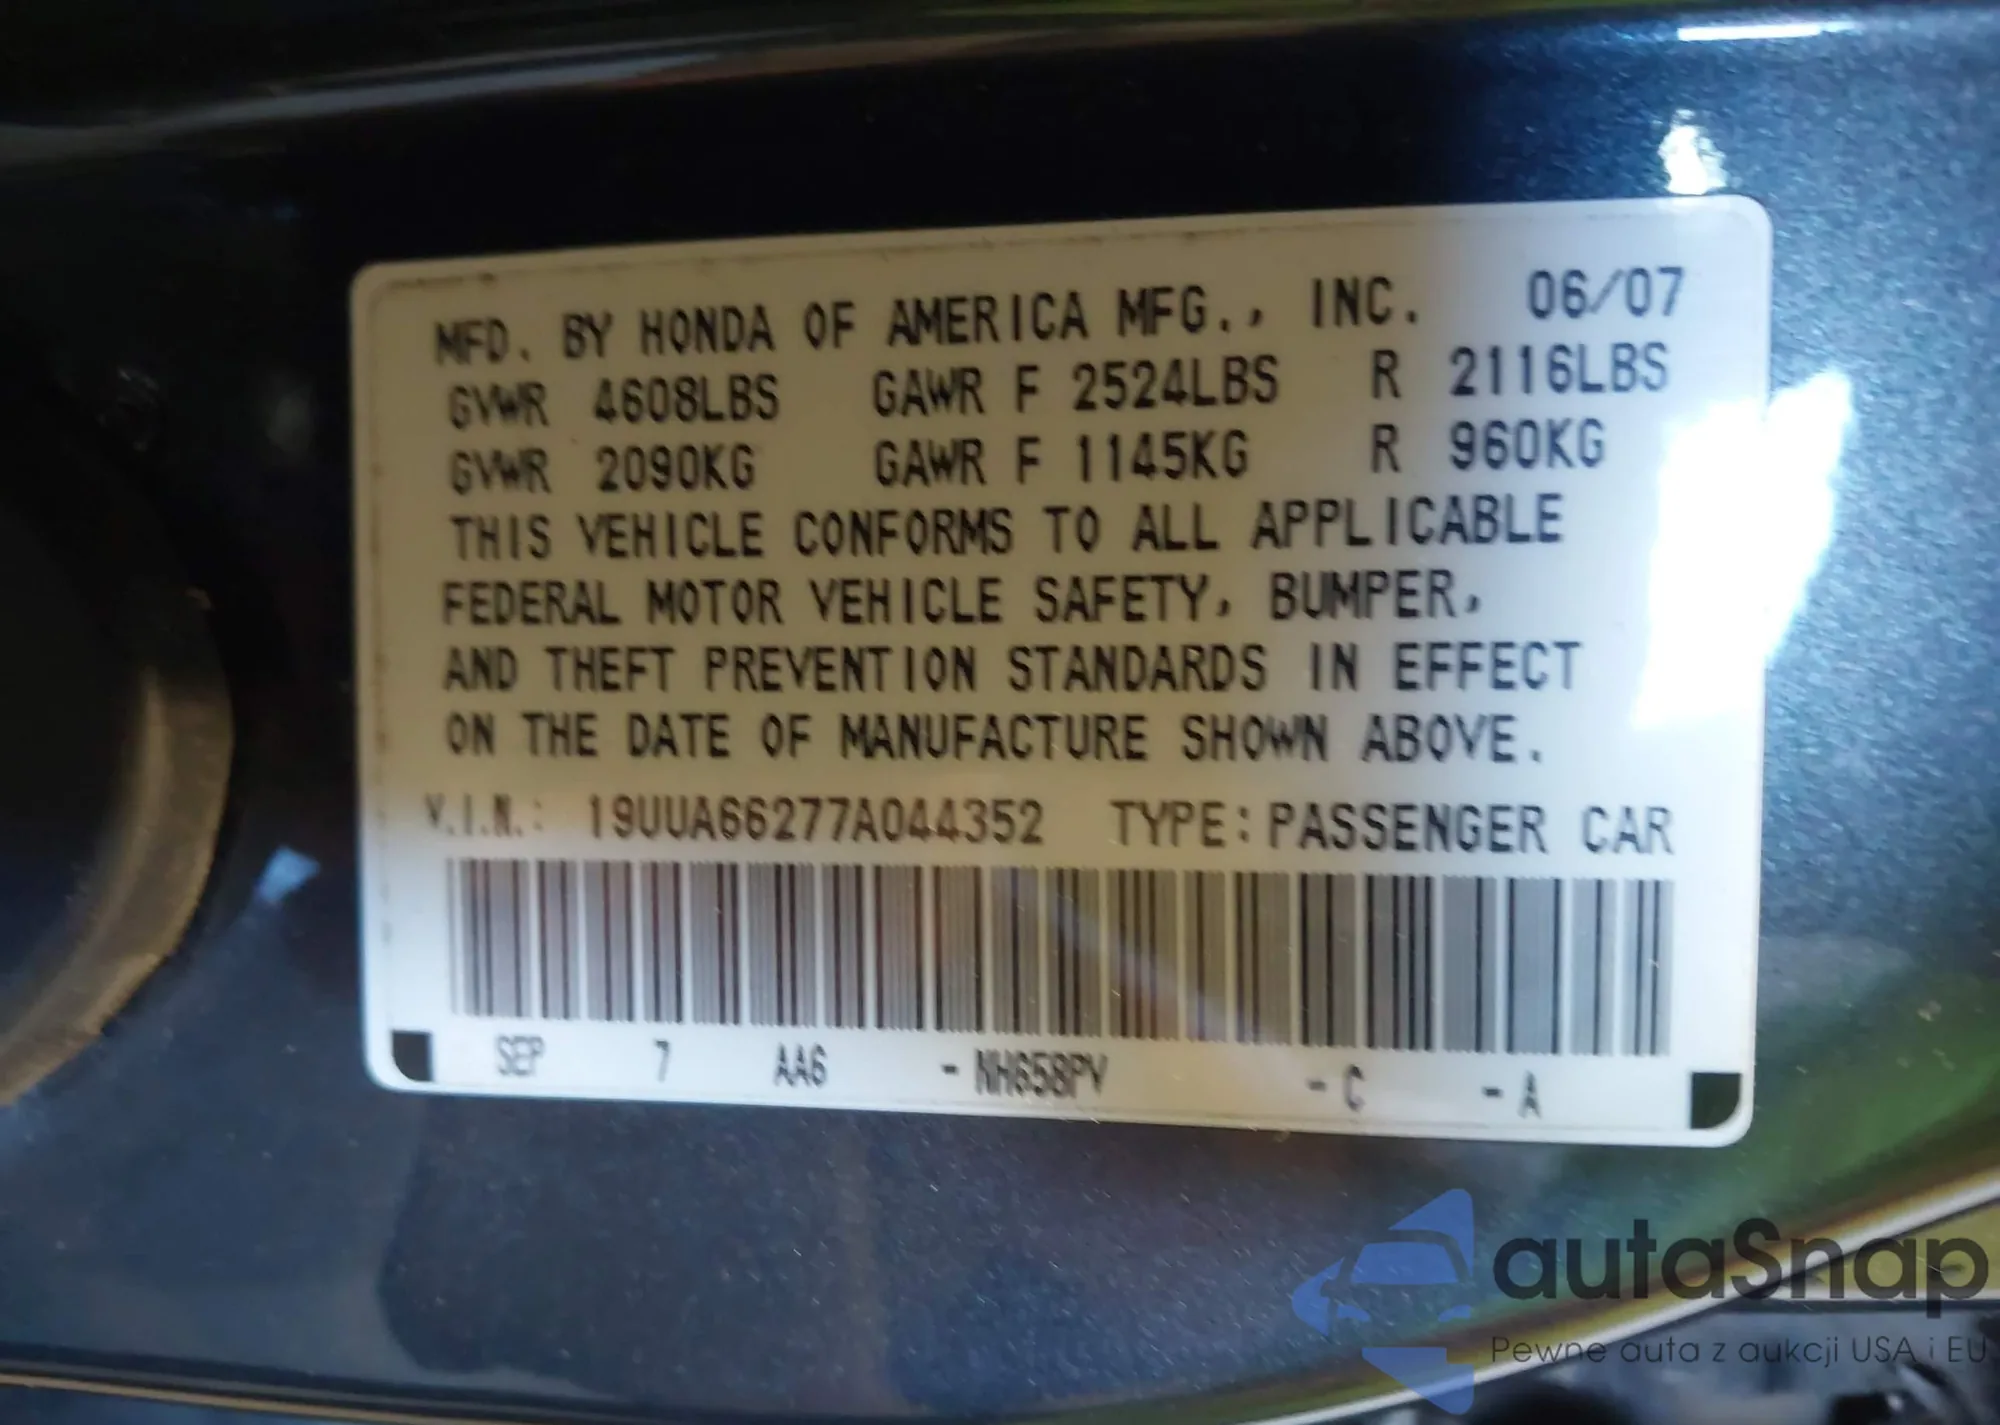 MFD. BY HONDA OF AMERICA MFG., INC. 06/07
GVWR 4608LBS GAWR F 2524LBS R 2116LBS
GVWR 2090KG GAWR F 1145KG R 960KG
THIS VEHICLE CONFORMS TO ALL APPLICABLE
FEDERAL MOTOR VEHICLE SAFETY, BUMPER,
AND THEFT PREVENTION STANDARDS IN EFFECT
ON THE DATE OF MANUFACTURE SHOWN ABOVE.
V.I.N.: 19UUA66277A044352 TYPE: PASSENGER CAR
SEP 7 AA6 - NH658PV - C - A
autaSnap
Pewne auta z aukcji USA i EU